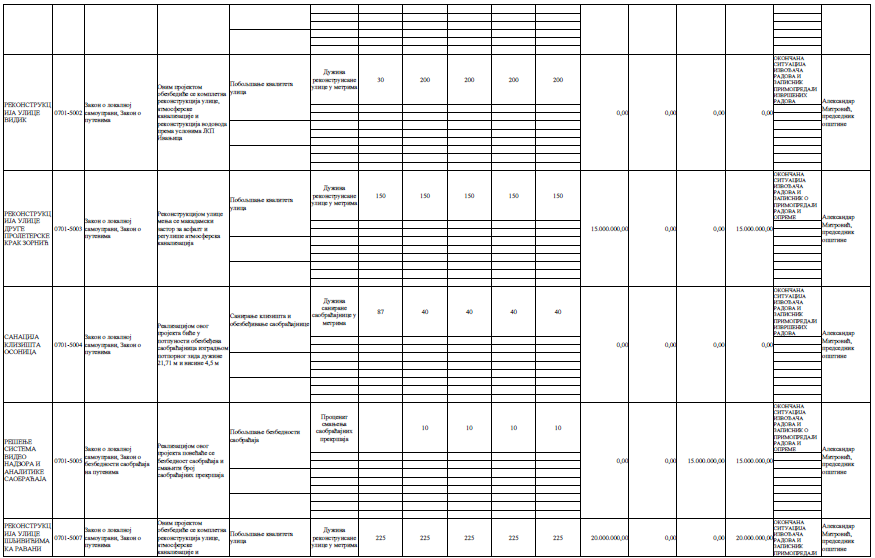 РЕКОНСТРУКЦ
ИЈА УЛИЦЕ
ВИДИК
0701-5002
Закон о локалној
самоуправи, Закон о
путевима
Овим пројектом
обезбедиће се комплетна
реконструкција улице,
атмосферске
канализације и
реконструкција водовода
према условима ЈКП
Ивањица
Побољшање квалитета
улица
Дужина
реконструисане
улице у метрима
30
200
200
200
200
0,00
0,00
0,00
0,00
ОКОНЧАНА
СИТУАЦИЈА
ИЗВОЂАЧА
РАДОВА И
ЗАПИСНИК
ПРИМОПРЕДАЈИ
ИЗВРШЕНИХ
РАДОВА
Александар
Митровић,
председник
општине
РЕКОНСТРУКЦ
ИЈА УЛИЦЕ
ДРУГЕ
ПРОЛЕТЕРСКЕ
КРАК ЗОРНИЋ
0701-5003
Закон о локалној
самоуправи, Закон о
путевима
Реконструкцијом улице
мења се макадамски
застор за асфалт и
регулише атмосферска
канализација
Побољшање квалитета
улица
Дужина
реконструисане
улице у метрима
150
150
150
150
150
15.000.000,00
0,00
0,00
15.000.000,00
ОКОНЧАНА
СИТУАЦИЈА
ИЗВОЂАЧА
РАДОВА И
ЗАПИСНИК О
ПРИМОПРЕДАЈИ
РАДОВА И
ОПРЕМЕ
Александар
Митровић,
председник
општине
САНАЦИЈА
КЛИЗИШТА
ОСОНИЦА
0701-5004
Закон о локалној
самоуправи, Закон о
путевима
Реализацијом овог
пројекта биће у
потпуности обезбеђена
саобраћајница изградњом
потпорног зида дужине
21,71 м и висине 4,5 м
Санирање клизишта и
обезбеђивање саобраћајнице
Дужина
саниране
саобраћајнице у
метрима
87
40
40
40
40
0,00
0,00
0,00
0,00
ОКОНЧАНА
СИТУАЦИЈА
ИЗВОЂАЧА
РАДОВА И
ЗАПИСНИК
ПРИМОПРЕДАЈИ
ИЗВРШЕНИХ
РАДОВА
Александар
Митровић,
председник
општине
РЕШЕЊЕ
СИСТЕМА
ВИДЕО
НАДЗОРА И
АНАЛИТИКЕ
САОБРАЋАЈА
0701-5005
Закон о локалној
самоуправи, Закон о
безбедности саобраћаја
на путевима
Реализацијом овог
пројекта повећаће се
безбедност саобраћаја и
смањити број
саобраћајних прекршаја
Побољшање безбедности
саобраћаја
Проценат
смањења
саобраћајних
прекршаја
10
10
10
10
0,00
0,00
15.000.000,00
15.000.000,00
ОКОНЧАНА
СИТУАЦИЈА
ИЗВОЂАЧА
РАДОВА И
ЗАПИСНИК О
ПРИМОПРЕДАЈИ
РАДОВА И
ОПРЕМЕ
Александар
Митровић,
председник
општине
РЕКОНСТРУКЦ
ИЈА УЛИЦЕ
ШЉИВИЋИМА
КА РАВАНИ
0701-5007
Закон о локалној
самоуправи, Закон о
путевима
Овим пројектом
обезбедиће се комплетна
реконструкција улице,
атмосферске
канализације и
Побољшање квалитета
улица
Дужина
реконструисане
улице у метрима
225
225
225
225
225
20.000.000,00
0,00
0,00
20.000.000,00
ОКОНЧАНА
СИТУАЦИЈА
ИЗВОЂАЧА
РАДОВА И
ЗАПИСНИК
ПРИМОПРЕДАЈИ
Александар
Митровић,
председник
општине